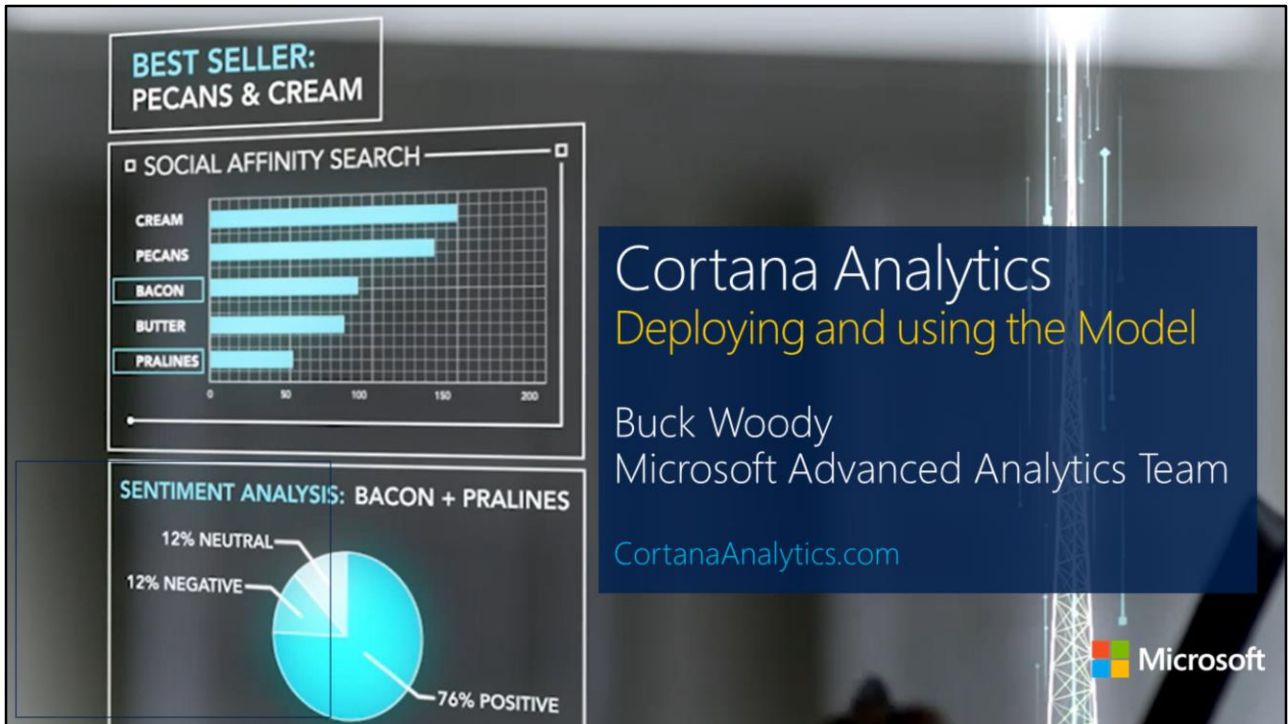 BEST SELLER:
PECANS & CREAM
SOCIAL AFFINITY SEARCH
CREAM
PECANS
BACON
BUTTER
PRALINES
0 50 100 150 200
SENTIMENT ANALYSIS: BACON + PRALINES
12% NEUTRAL
12% NEGATIVE
76% POSITIVE
Cortana Analytics
Deploying and using the Model
Buck Woody
Microsoft Advanced Analytics Team
CortanaAnalytics.com
Microsoft